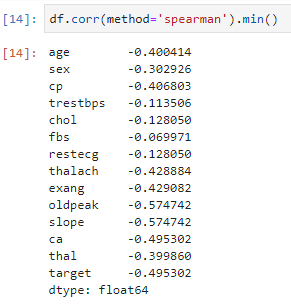 [14]: df.corr(method='spearman').min()
[14]: age -0.400414
sex -0.302926
cp -0.406803
trestbps -0.113506
chol -0.128050
fbs -0.069971
restecg -0.128050
thalach -0.428884
exang -0.429082
oldpeak -0.574742
slope -0.574742
ca -0.495302
thal -0.399860
target -0.495302
dtype: float64